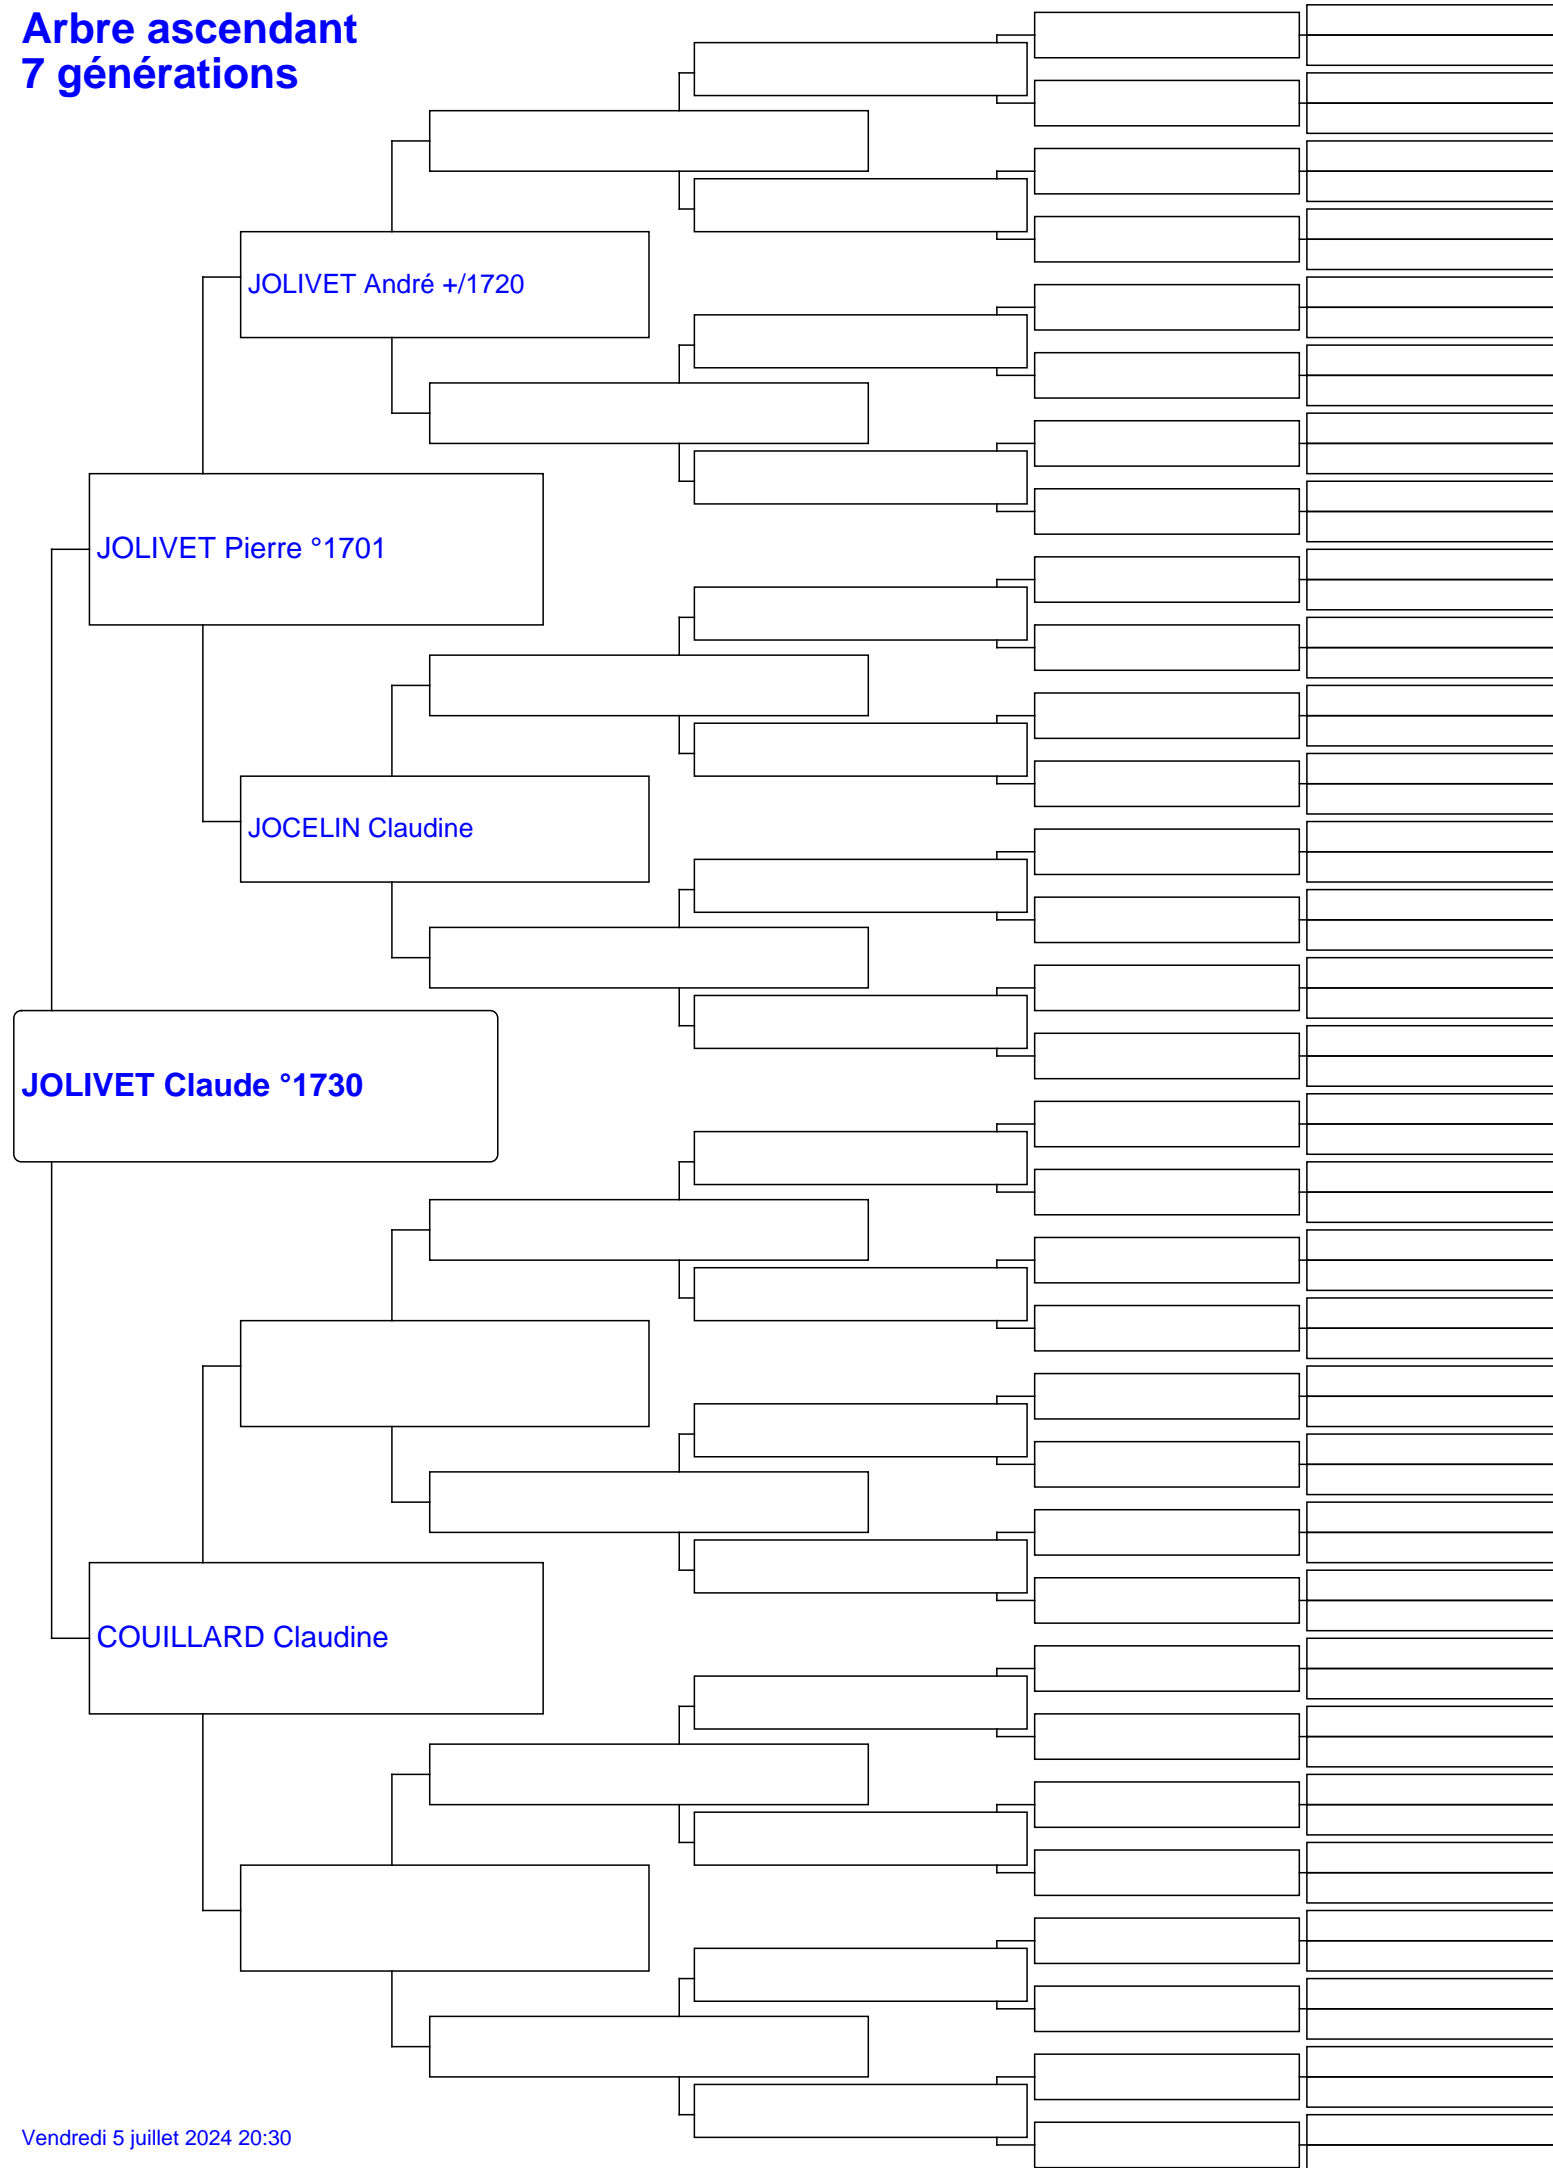 Arbre ascendant
7 générations
JOLIVET André +/1720
JOLIVET Pierre °1701
JOCELIN Claudine
JOLIVET Claude °1730
COUILLARD Claudine
Vendredi 5 juillet 2024 20:30